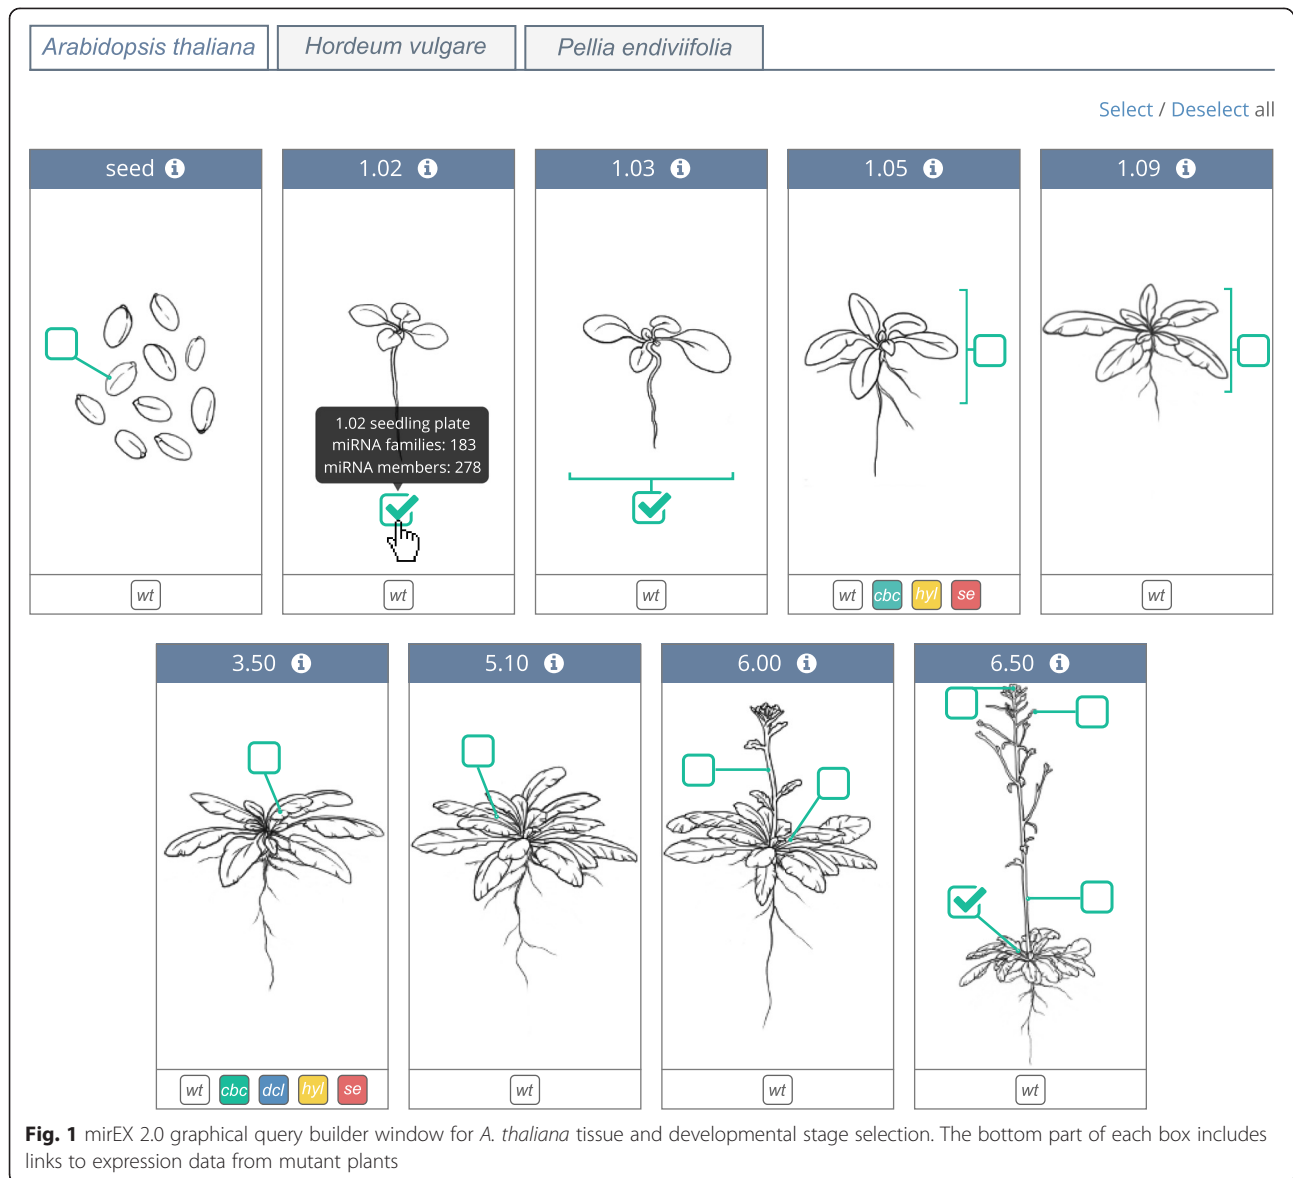 Arabidopsis thaliana
Hordeum vulgare
Pellia endiviifolia
Select / Deselect all
seed i
1.02 i
1.03 i
1.05 i
1.09 i
1.02 seedling plate
miRNA families: 183
miRNA members: 278
wt
wt
wt
wt cbc hyl se
wt
3.50 i
5.10 i
6.00 i
6.50 i
wt cbc dcl hyl se
wt
wt
wt
Fig. 1 mirEX 2.0 graphical query builder window for A. thaliana tissue and developmental stage selection. The bottom part of each box includes
links to expression data from mutant plants